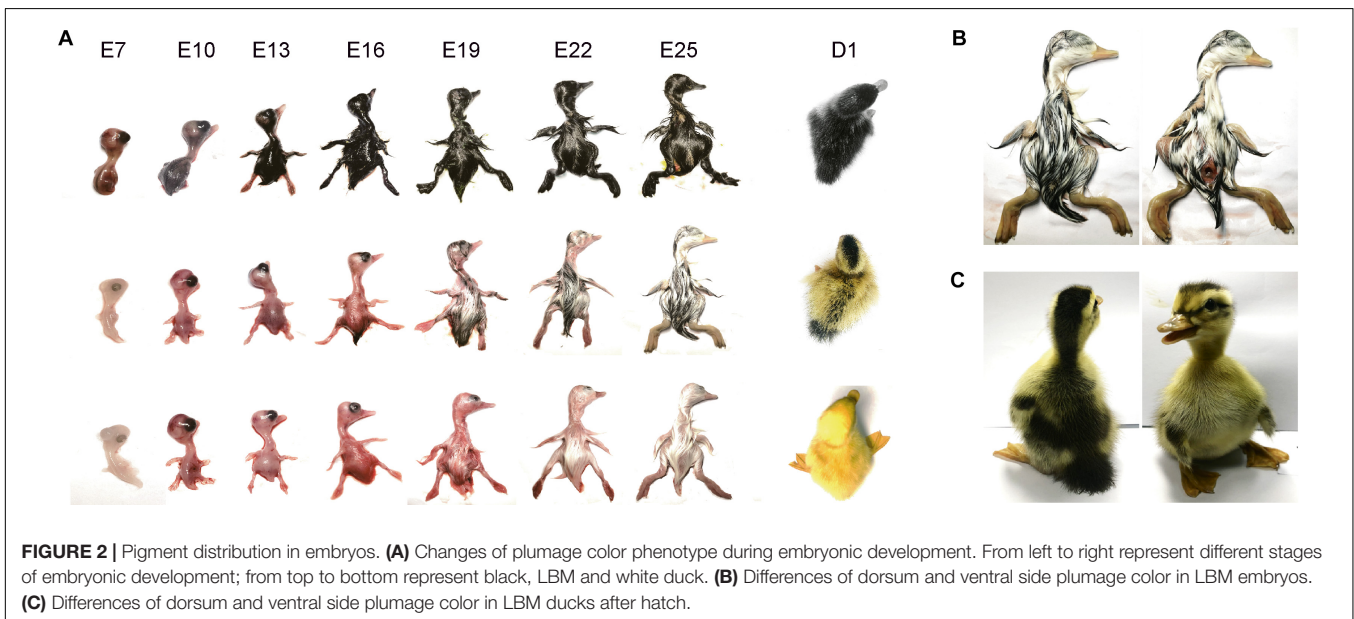 A
E7 E10 E13 E16 E19 E22 E25 D1
B
C
FIGURE 2 | Pigment distribution in embryos. (A) Changes of plumage color phenotype during embryonic development. From left to right represent different stages
of embryonic development; from top to bottom represent black, LBM and white duck. (B) Differences of dorsum and ventral side plumage color in LBM embryos.
(C) Differences of dorsum and ventral side plumage color in LBM ducks after hatch.